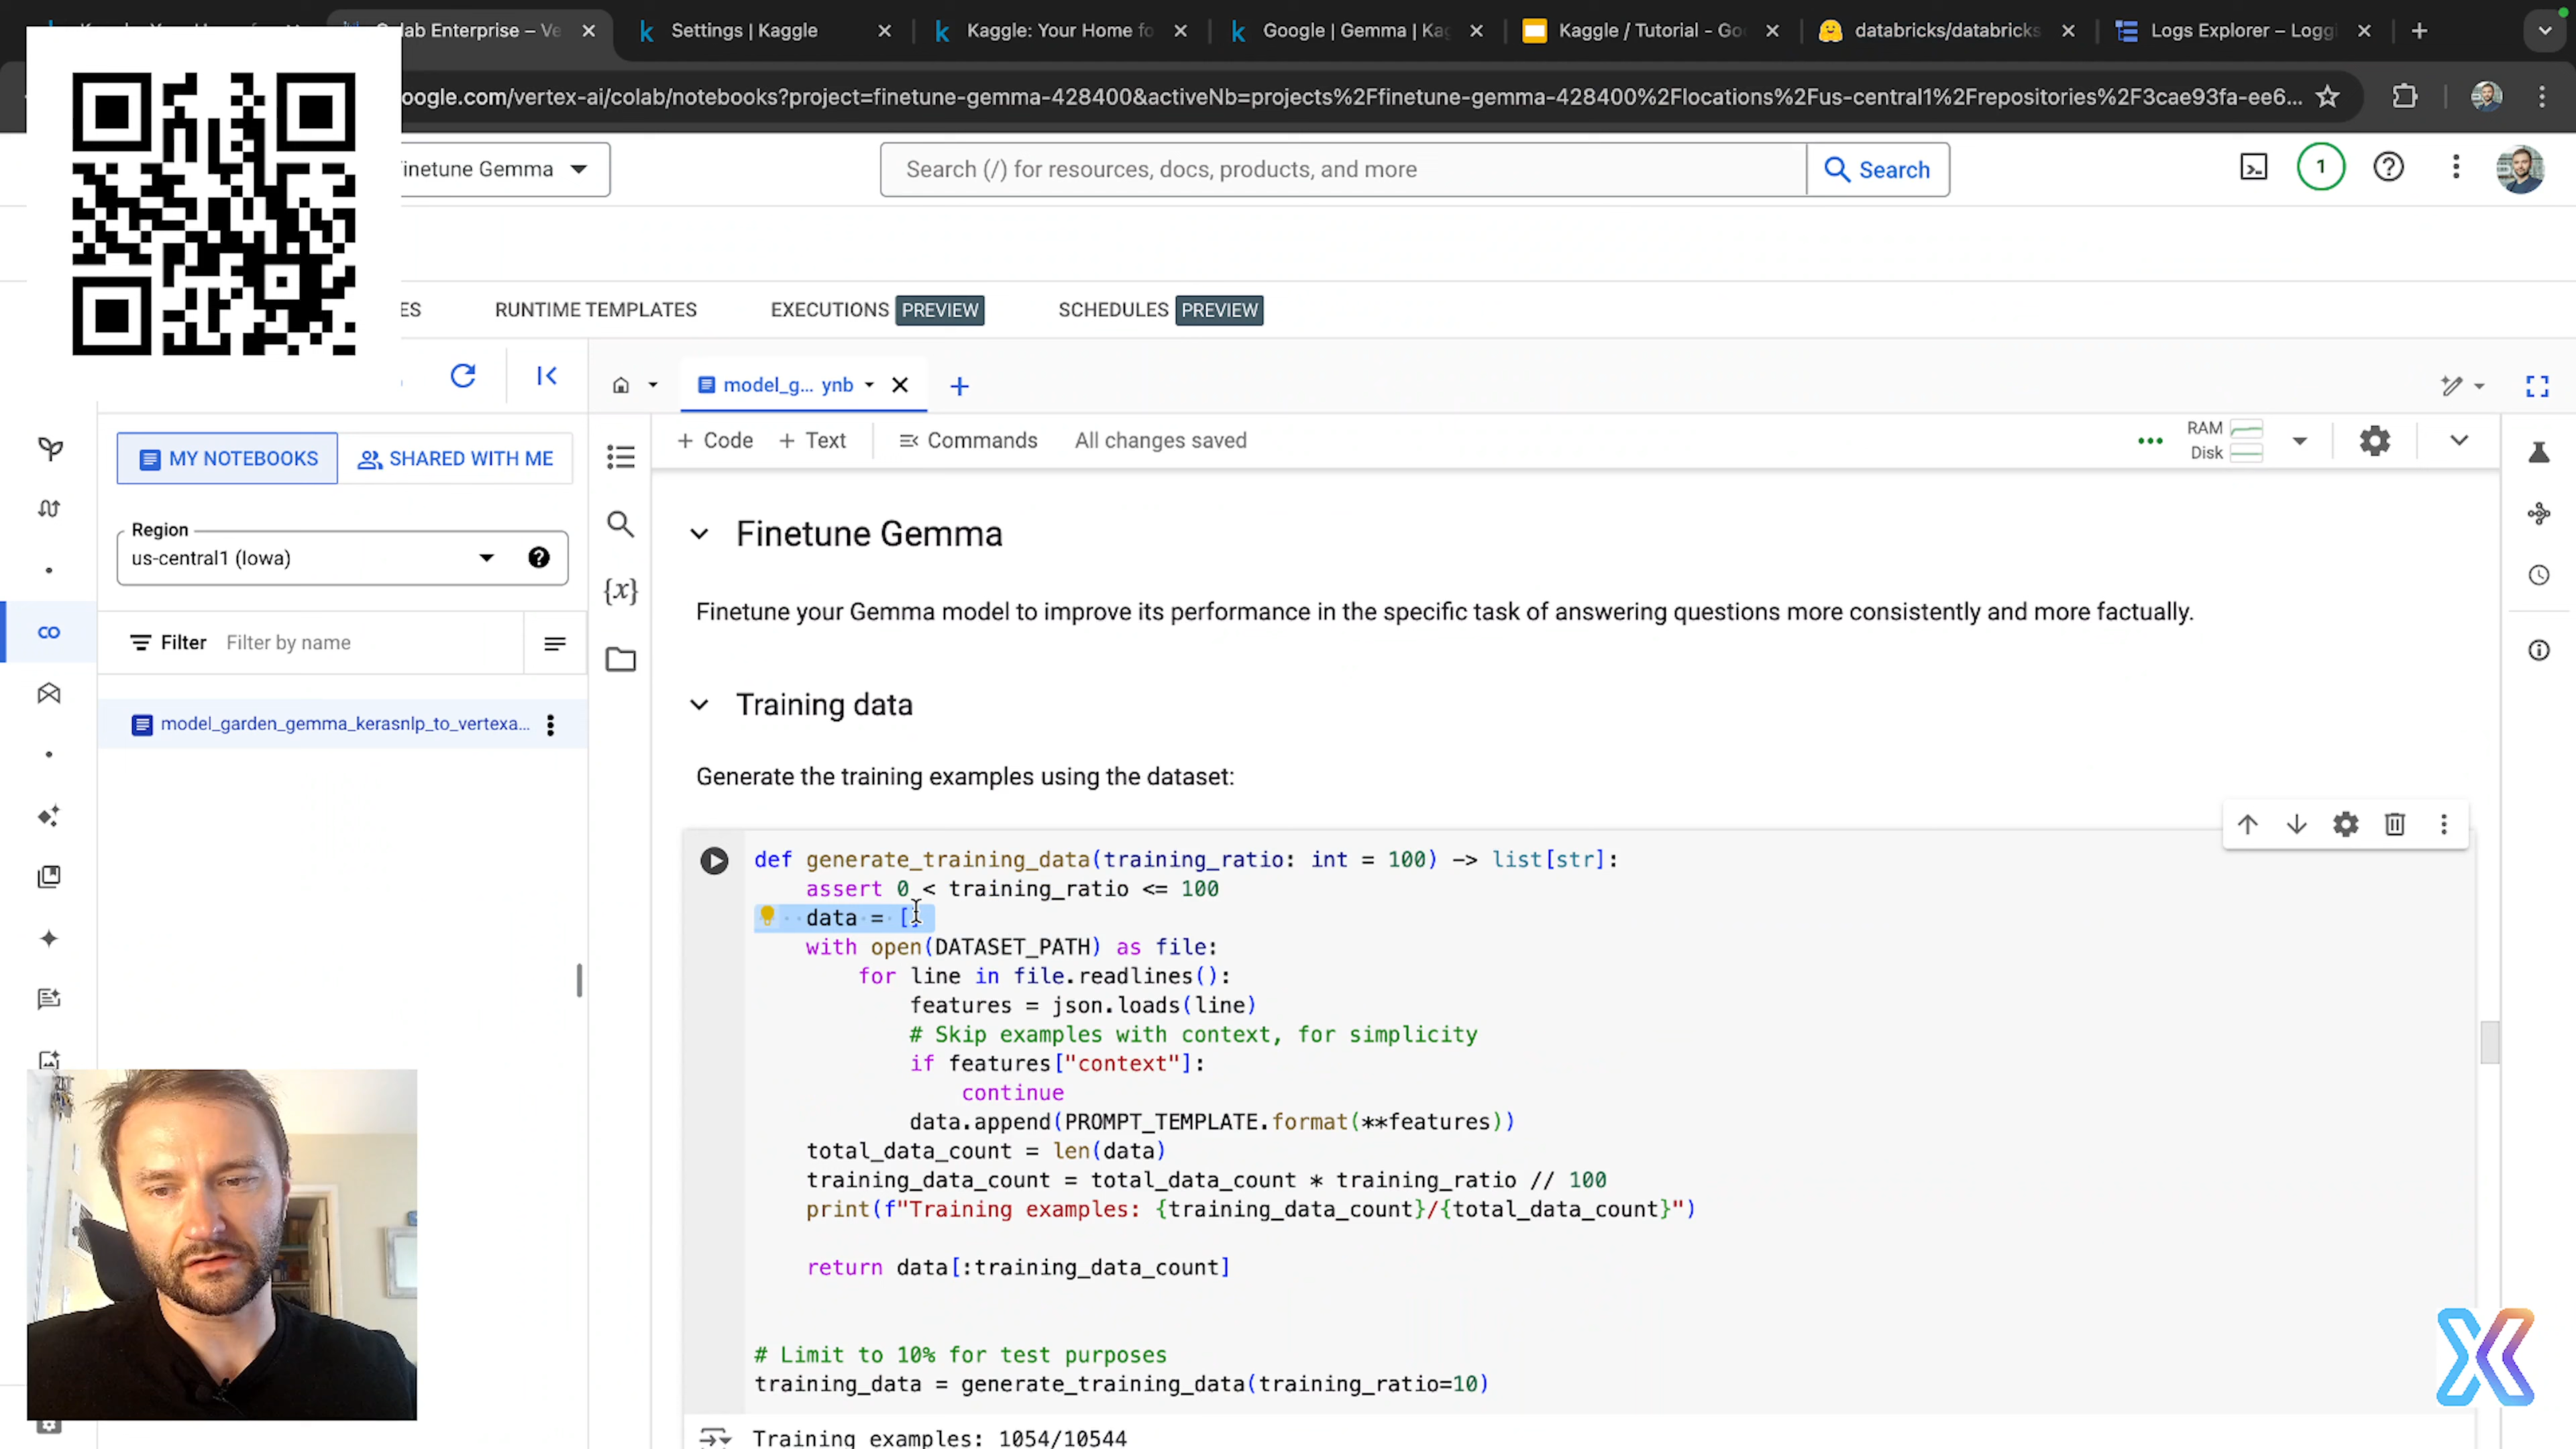 Colab Enterprise – Ve
Settings | Kaggle
Kaggle: Your Home fo
Google | Gemma | Kag
Kaggle / Tutorial - Go
databricks/databricks
Logs Explorer – Loggi
oogle.com/vertex-ai/colab/notebooks?project=finetune-gemma-428400&activeNb=projects%2Ffinetune-gemma-428400%2Flocations%2Fus-central1%2Frepositories%2F3cae93fa-ee6...
inetune Gemma
Search (/) for resources, docs, products, and more
Search
1
ES
RUNTIME TEMPLATES
EXECUTIONS PREVIEW
SCHEDULES PREVIEW
model_g... ynb
+ Code
+ Text
Commands
All changes saved
RAM
Disk
MY NOTEBOOKS
SHARED WITH ME
Region
us-central1 (Iowa)
Filter Filter by name
model_garden_gemma_kerasnlp_to_vertexa...
Finetune Gemma
Finetune your Gemma model to improve its performance in the specific task of answering questions more consistently and more factually.
Training data
Generate the training examples using the dataset:
def generate_training_data(training_ratio: int = 100) -> list[str]:
assert 0 < training_ratio <= 100
data = []
with open(DATASET_PATH) as file:
for line in file.readlines():
features = json.loads(line)
# Skip examples with context, for simplicity
if features["context"]:
continue
data.append(PROMPT_TEMPLATE.format(**features))
total_data_count = len(data)
training_data_count = total_data_count * training_ratio // 100
print(f"Training examples: {training_data_count}/{total_data_count}")
return data[:training_data_count]
# Limit to 10% for test purposes
training_data = generate_training_data(training_ratio=10)
Training examples: 1054/10544